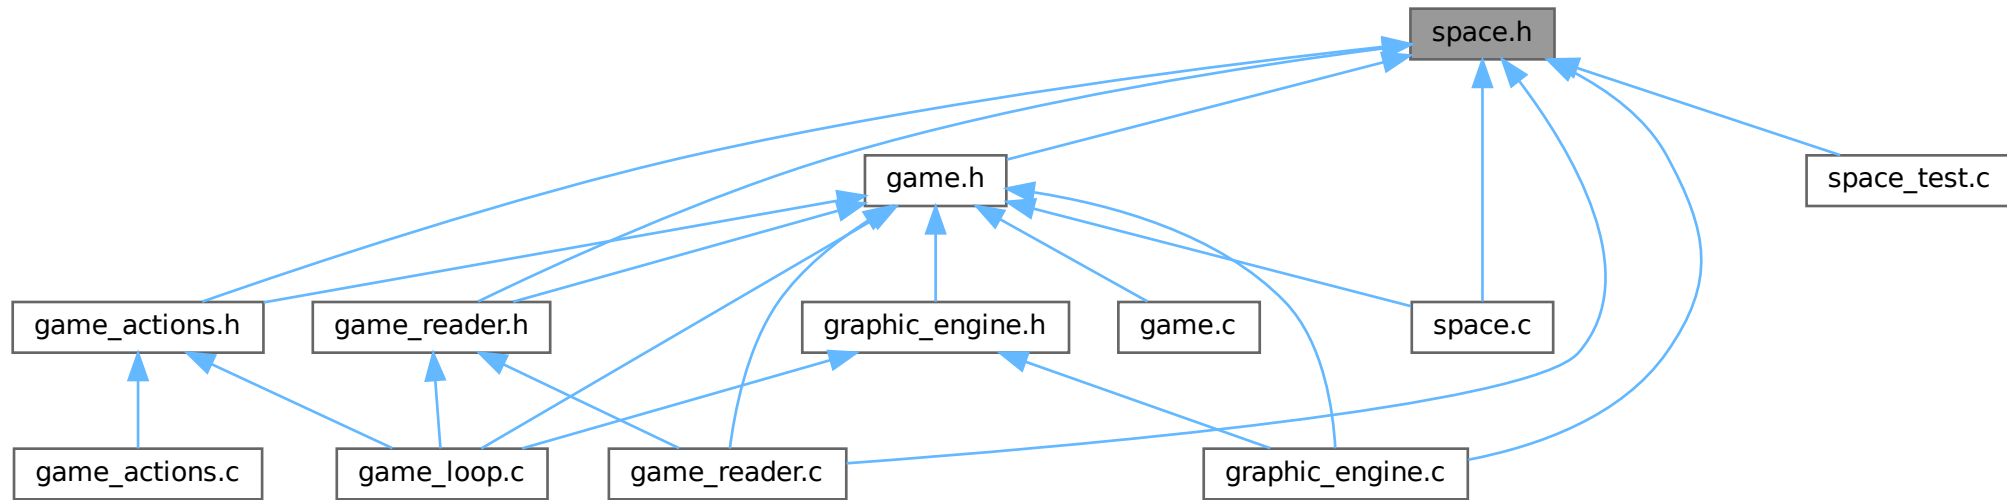 space.h
game.h
space_test.c
game_actions.h
game_reader.h
graphic_engine.h
game.c
space.c
game_actions.c
game_loop.c
game_reader.c
graphic_engine.c